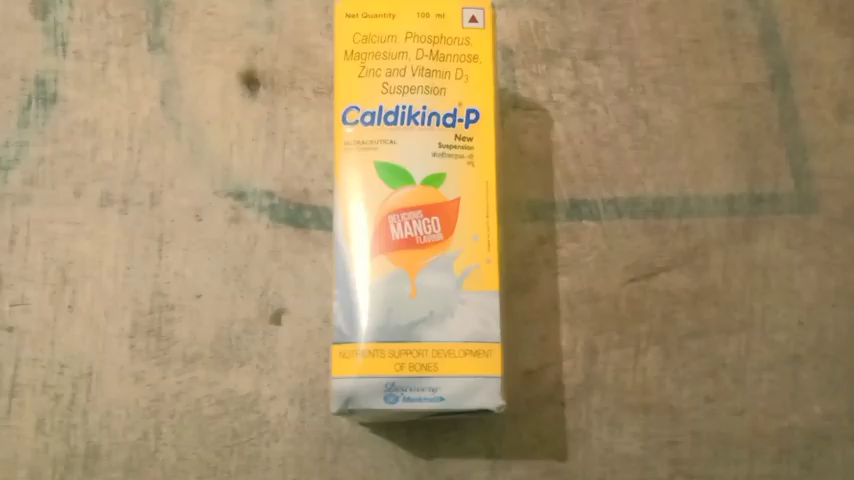 Net Quantity 100 ml
Calcium, Phosphorus,
Magnesium, D-Mannose,
Zinc and Vitamin D3
Suspension
Caldikind-P
NUTRACEUTICAL
New
Suspension
DELICIOUS
MANGO
FLAVOUR
NUTRIENTS SUPPORT DEVELOPMENT
OF BONES
Mankind